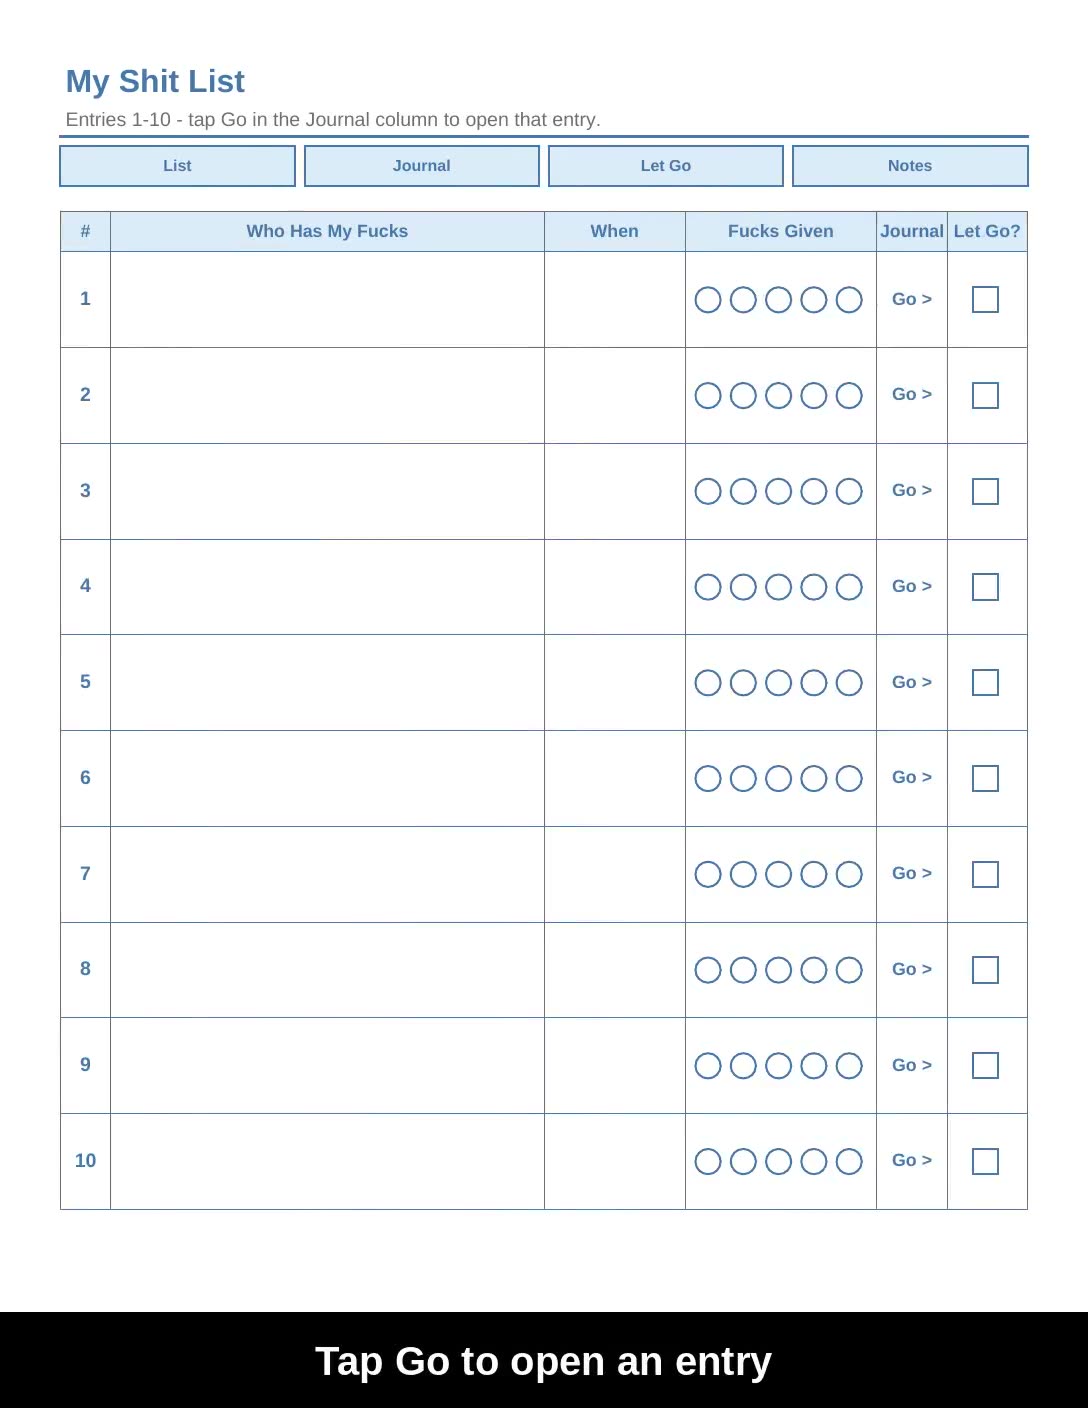 My Shit List
Entries 1-10 - tap Go in the Journal column to open that entry.
List Journal Let Go Notes
# Who Has My Fucks When Fucks Given Journal Let Go?
1 Go >
2 Go >
3 Go >
4 Go >
5 Go >
6 Go >
7 Go >
8 Go >
9 Go >
10 Go >
Tap Go to open an entry